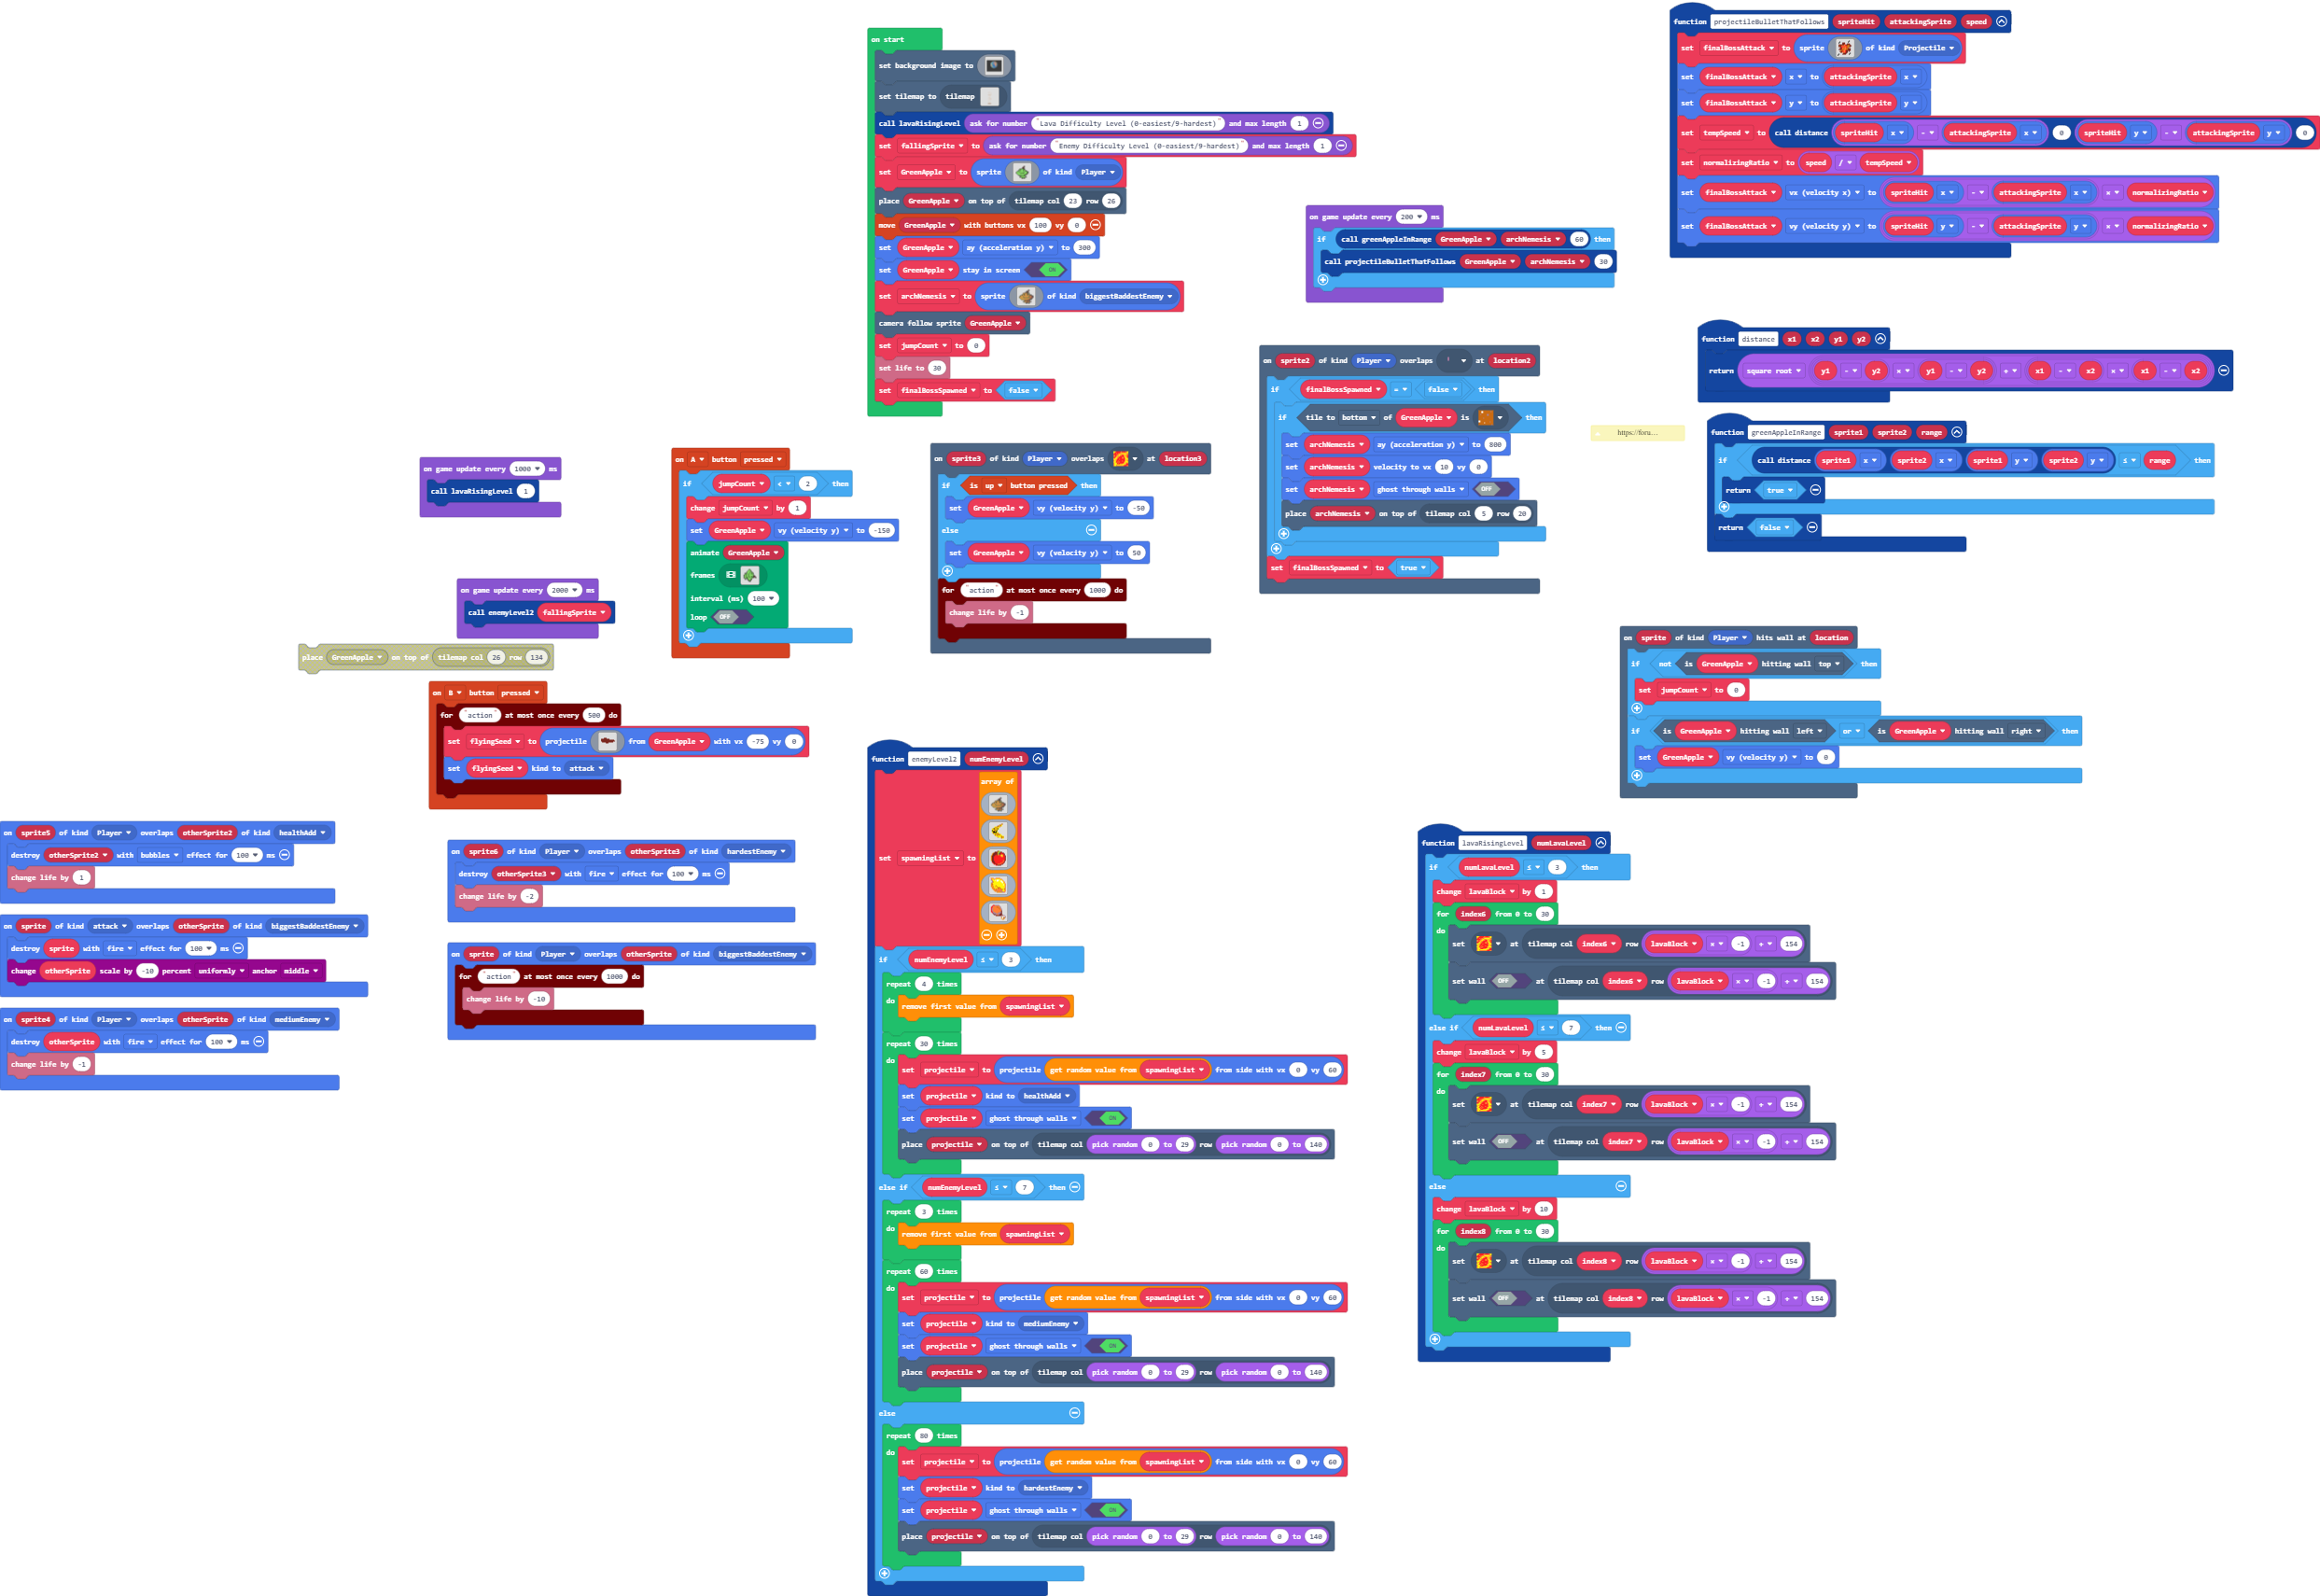 on start
set background image to
set tilemap to tilemap
call lavaRisingLevel ask for number "Lava Difficulty Level (0-easiest/9-hardest)" and max length 1
set fallingSprite to ask for number "Enemy Difficulty Level (0-easiest/9-hardest)" and max length 1
set GreenApple to sprite of kind Player
place GreenApple on top of tilemap col 23 row 26
move GreenApple with buttons vx 100 vy 0
set GreenApple ay (acceleration y) to 300
set GreenApple stay in screen ON
set archNemesis to sprite of kind biggestBaddestEnemy
camera follow sprite GreenApple
set jumpCount to 0
set life to 30
set finalBossSpawned to false
function projectileBulletThatFollows spriteHit attackingSprite speed
set finalBossAttack to sprite of kind Projectile
set finalBossAttack x to attackingSprite x
set finalBossAttack y to attackingSprite y
set tempSpeed to call distance spriteHit x - attackingSprite x 0 spriteHit y - attackingSprite y 0
set normalizingRatio to speed / tempSpeed
set finalBossAttack vx (velocity x) to spriteHit x - attackingSprite x × normalizingRatio
set finalBossAttack vy (velocity y) to spriteHit y - attackingSprite y × normalizingRatio
on game update every 200 ms
if call greenAppleInRange GreenApple archNemesis 60 then
call projectileBulletThatFollows GreenApple archNemesis 30
function distance x1 x2 y1 y2
return square root y1 - y2 × y1 - y2 + x1 - x2 × x1 - x2
on sprite2 of kind Player overlaps at location2
if finalBossSpawned = false then
if tile to bottom of GreenApple is then
set archNemesis ay (acceleration y) to 800
set archNemesis velocity to vx 10 vy 0
set archNemesis ghost through walls OFF
place archNemesis on top of tilemap col 5 row 20
set finalBossSpawned to true
https://foru...
function greenAppleInRange sprite1 sprite2 range
if call distance sprite1 x sprite2 x sprite1 y sprite2 y ≤ range then
return true
return false
on game update every 1000 ms
call lavaRisingLevel 1
on A button pressed
if jumpCount < 2 then
change jumpCount by 1
set GreenApple vy (velocity y) to -150
animate GreenApple
frames
interval (ms) 100
loop OFF
on sprite3 of kind Player overlaps at location3
if is up button pressed then
set GreenApple vy (velocity y) to -50
else
set GreenApple vy (velocity y) to 50
for "action" at most once every 1000 do
change life by -1
on game update every 2000 ms
call enemyLevel2 fallingSprite
place GreenApple on top of tilemap col 26 row 134
on B button pressed
for "action" at most once every 500 do
set flyingSeed to projectile from GreenApple with vx -75 vy 0
set flyingSeed kind to attack
on sprite of kind Player hits wall at location
if not is GreenApple hitting wall top then
set jumpCount to 0
if is GreenApple hitting wall left or is GreenApple hitting wall right then
set GreenApple vy (velocity y) to 0
on sprite5 of kind Player overlaps otherSprite2 of kind healthAdd
destroy otherSprite2 with bubbles effect for 100 ms
change life by 1
on sprite of kind attack overlaps otherSprite of kind biggestBaddestEnemy
destroy sprite with fire effect for 100 ms
change otherSprite scale by -10 percent uniformly anchor middle
on sprite4 of kind Player overlaps otherSprite of kind mediumEnemy
destroy otherSprite with fire effect for 100 ms
change life by -1
on sprite6 of kind Player overlaps otherSprite3 of kind hardestEnemy
destroy otherSprite3 with fire effect for 100 ms
change life by -2
on sprite of kind Player overlaps otherSprite of kind biggestBaddestEnemy
for "action" at most once every 1000 do
change life by -10
function enemyLevel2 numEnemyLevel
array of
set spawningList to
if numEnemyLevel ≤ 3 then
repeat 4 times
do
remove first value from spawningList
repeat 30 times
do
set projectile to projectile get random value from spawningList from side with vx 0 vy 60
set projectile kind to healthAdd
set projectile ghost through walls ON
place projectile on top of tilemap col pick random 0 to 29 row pick random 0 to 140
else if numEnemyLevel ≤ 7 then
repeat 3 times
do
remove first value from spawningList
repeat 60 times
do
set projectile to projectile get random value from spawningList from side with vx 0 vy 60
set projectile kind to mediumEnemy
set projectile ghost through walls ON
place projectile on top of tilemap col pick random 0 to 29 row pick random 0 to 140
else
repeat 80 times
do
set projectile to projectile get random value from spawningList from side with vx 0 vy 60
set projectile kind to hardestEnemy
set projectile ghost through walls ON
place projectile on top of tilemap col pick random 0 to 29 row pick random 0 to 140
function lavaRisingLevel numLavaLevel
if numLavaLevel ≤ 3 then
change lavaBlock by 1
for index6 from 0 to 30
do
set at tilemap col index6 row lavaBlock × -1 + 154
set wall OFF at tilemap col index6 row lavaBlock × -1 + 154
else if numLavaLevel ≤ 7 then
change lavaBlock by 5
for index7 from 0 to 30
do
set at tilemap col index7 row lavaBlock × -1 + 154
set wall OFF at tilemap col index7 row lavaBlock × -1 + 154
else
change lavaBlock by 10
for index8 from 0 to 30
do
set at tilemap col index8 row lavaBlock × -1 + 154
set wall OFF at tilemap col index8 row lavaBlock × -1 + 154